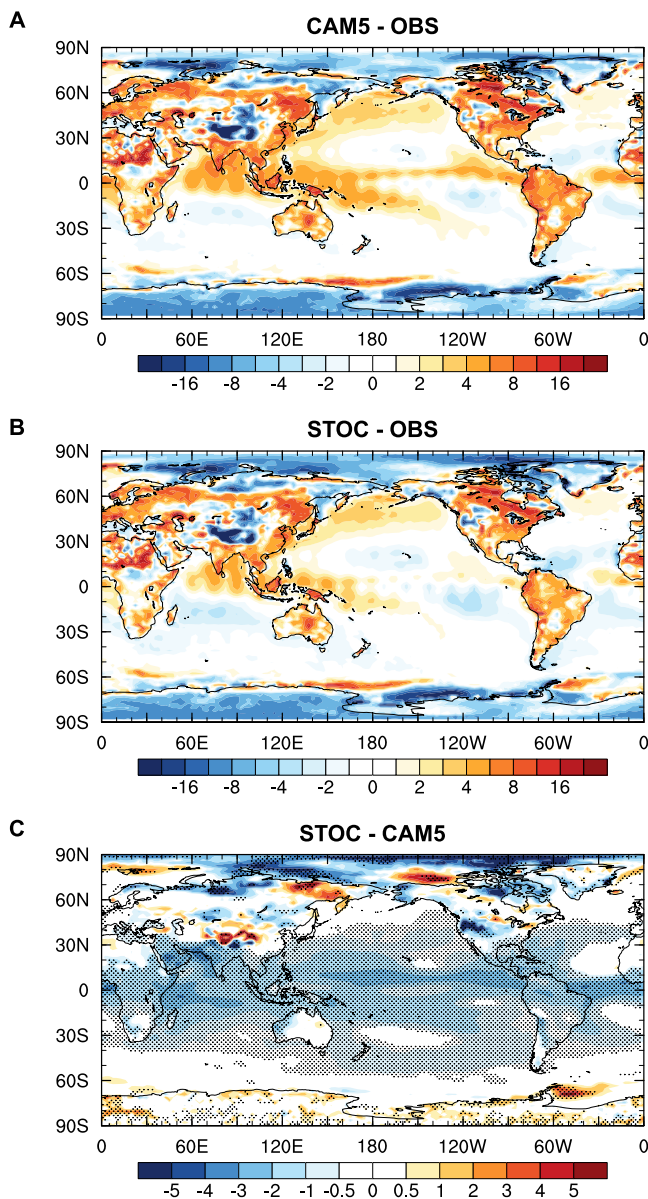 A
CAM5 - OBS
90N
60N
30N
0
30S
60S
90S
0 60E 120E 180 120W 60W 0
-16 -8 -4 -2 0 2 4 8 16
B
STOC - OBS
90N
60N
30N
0
30S
60S
90S
0 60E 120E 180 120W 60W 0
-16 -8 -4 -2 0 2 4 8 16
C
STOC - CAM5
90N
60N
30N
0
30S
60S
90S
0 60E 120E 180 120W 60W 0
-5 -4 -3 -2 -1 -0.5 0 0.5 1 2 3 4 5